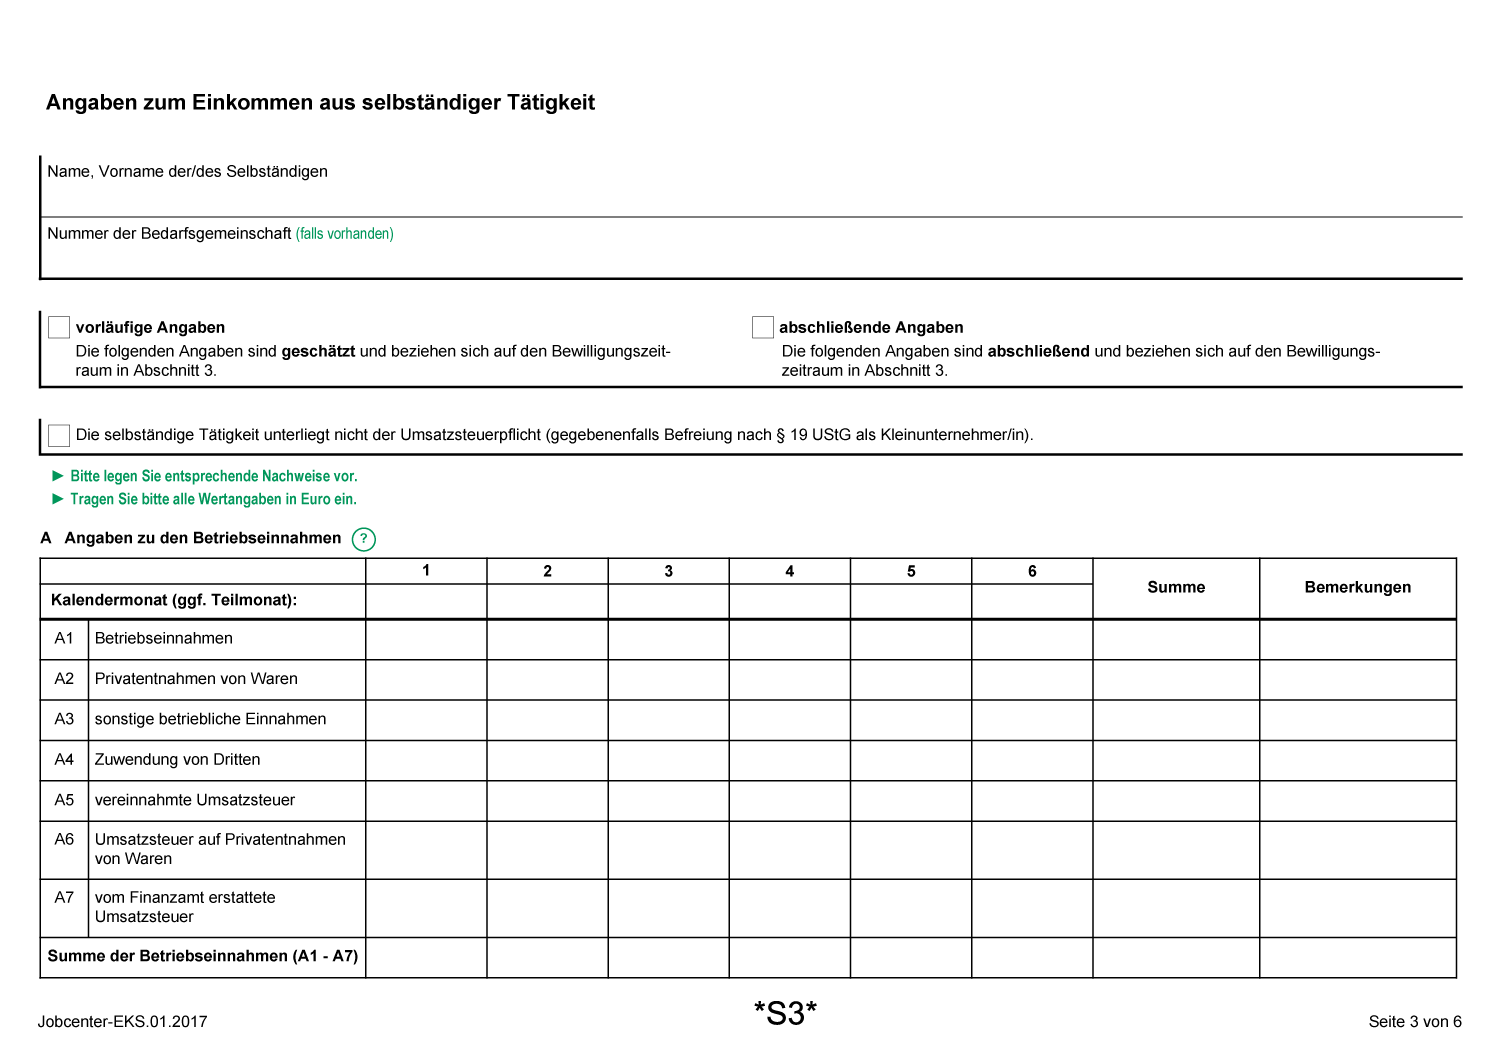 Angaben zum Einkommen aus selbständiger Tätigkeit
Name, Vorname der/des Selbständigen
Nummer der Bedarfsgemeinschaft (falls vorhanden)
vorläufige Angaben
Die folgenden Angaben sind geschätzt und beziehen sich auf den Bewilligungszeit-
raum in Abschnitt 3.
abschließende Angaben
Die folgenden Angaben sind abschließend und beziehen sich auf den Bewilligungs-
zeitraum in Abschnitt 3.
Die selbständige Tätigkeit unterliegt nicht der Umsatzsteuerpflicht (gegebenenfalls Befreiung nach § 19 UStG als Kleinunternehmer/in).
► Bitte legen Sie entsprechende Nachweise vor.
► Tragen Sie bitte alle Wertangaben in Euro ein.
A Angaben zu den Betriebseinnahmen ?
1 2 3 4 5 6 Summe Bemerkungen
Kalendermonat (ggf. Teilmonat):
A1 Betriebseinnahmen
A2 Privatentnahmen von Waren
A3 sonstige betriebliche Einnahmen
A4 Zuwendung von Dritten
A5 vereinnahmte Umsatzsteuer
A6 Umsatzsteuer auf Privatentnahmen
von Waren
A7 vom Finanzamt erstattete
Umsatzsteuer
Summe der Betriebseinnahmen (A1 - A7)
Jobcenter-EKS.01.2017 *S3* Seite 3 von 6